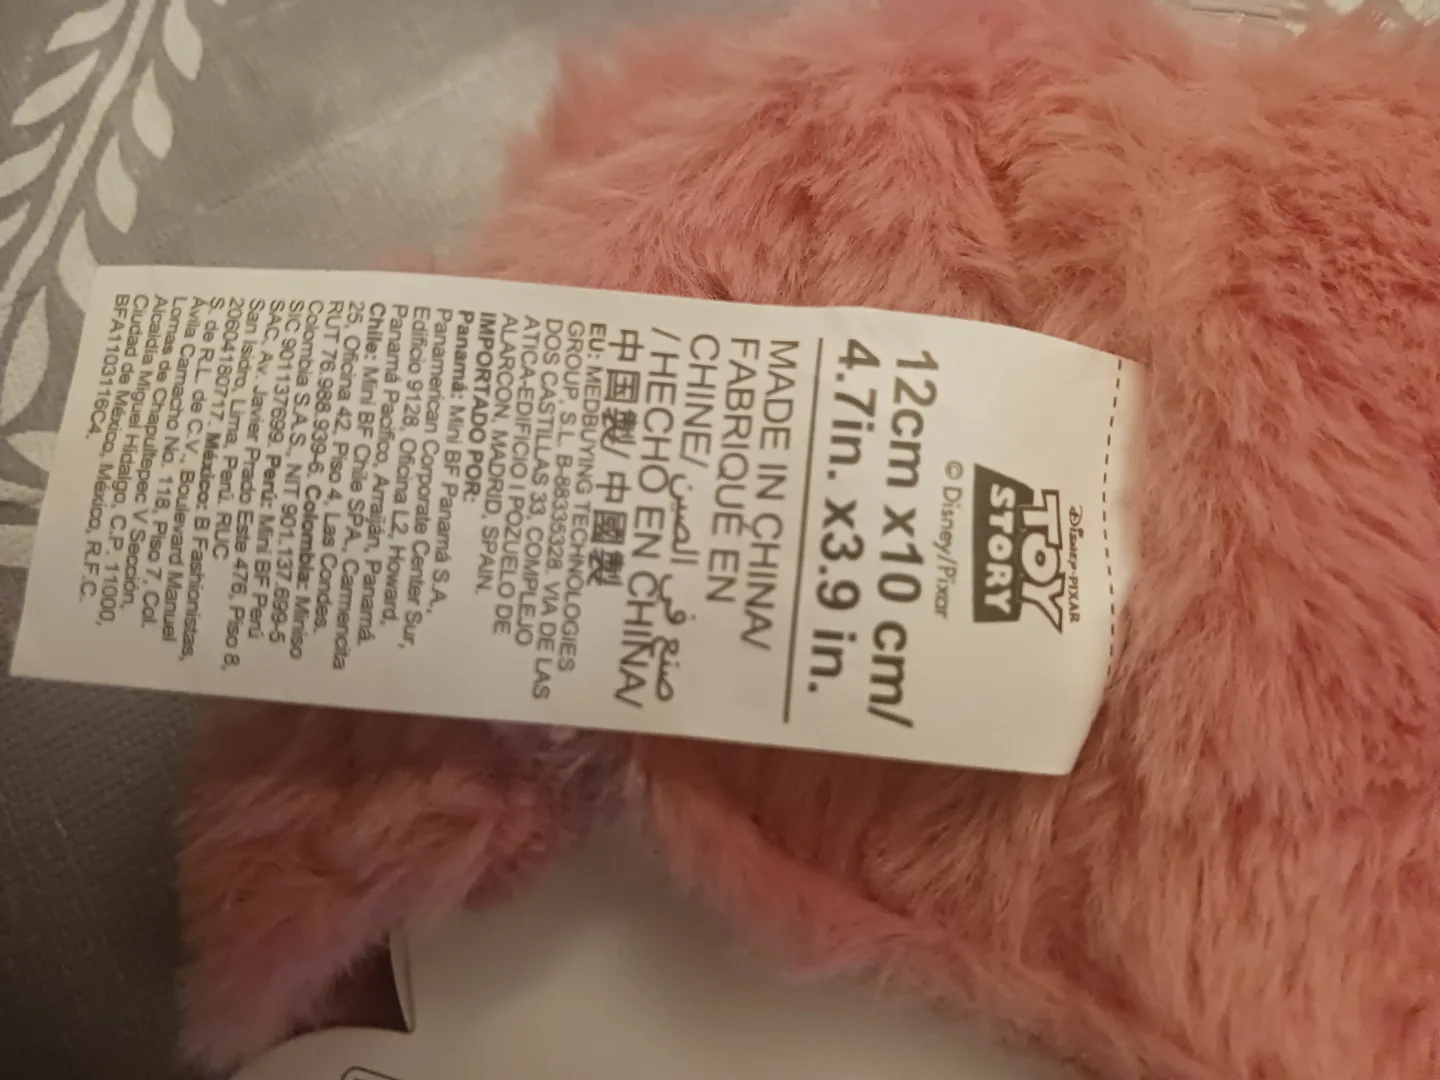 DISNEY·PIXAR
TOY
STORY
© Disney/Pixar
12cm x10 cm/
4.7in. x3.9 in.
MADE IN CHINA/
FABRIQUÉ EN
CHINE/ صنع في الصين
/ HECHO EN CHINA/
中国製/ 中國製
EU: MEDBUYING TECHNOLOGIES
GROUP, S.L. B-88335328, VIA DE LAS
DOS CASTILLAS 33, COMPLEJO
ATICA-EDIFICIO I POZUELO DE
ALARCON, MADRID, SPAIN.
IMPORTADO POR:
Panamá: Mini BF Panamá S.A.,
Panamerican Corporate Center Sur,
Edificio 9128, Oficina L2, Howard,
Panamá Pacífico, Arraiján, Panamá.
Chile: Mini BF Chile SPA., Carmencita
25, Oficina 42, Piso 4, Las Condes.
RUT 76.988.939-6. Colombia: Miniso
Colombia S.A.S., NIT 901.137.699-5
SIC 901137699. Perú: Mini BF Perú
SAC, Av. Javier Prado Este 476, Piso 8,
San Isidro, Lima, Perú. RUC
20604180717. México: B Fashionistas,
S. de R.L. de C.V., Boulevard Manuel
Ávila Camacho No. 118, Piso 7, Col.
Lomas de Chapultepec V Sección,
Alcaldía Miguel Hidalgo, C.P. 11000,
Ciudad de México, México, R.F.C.
BFA1103116C4.